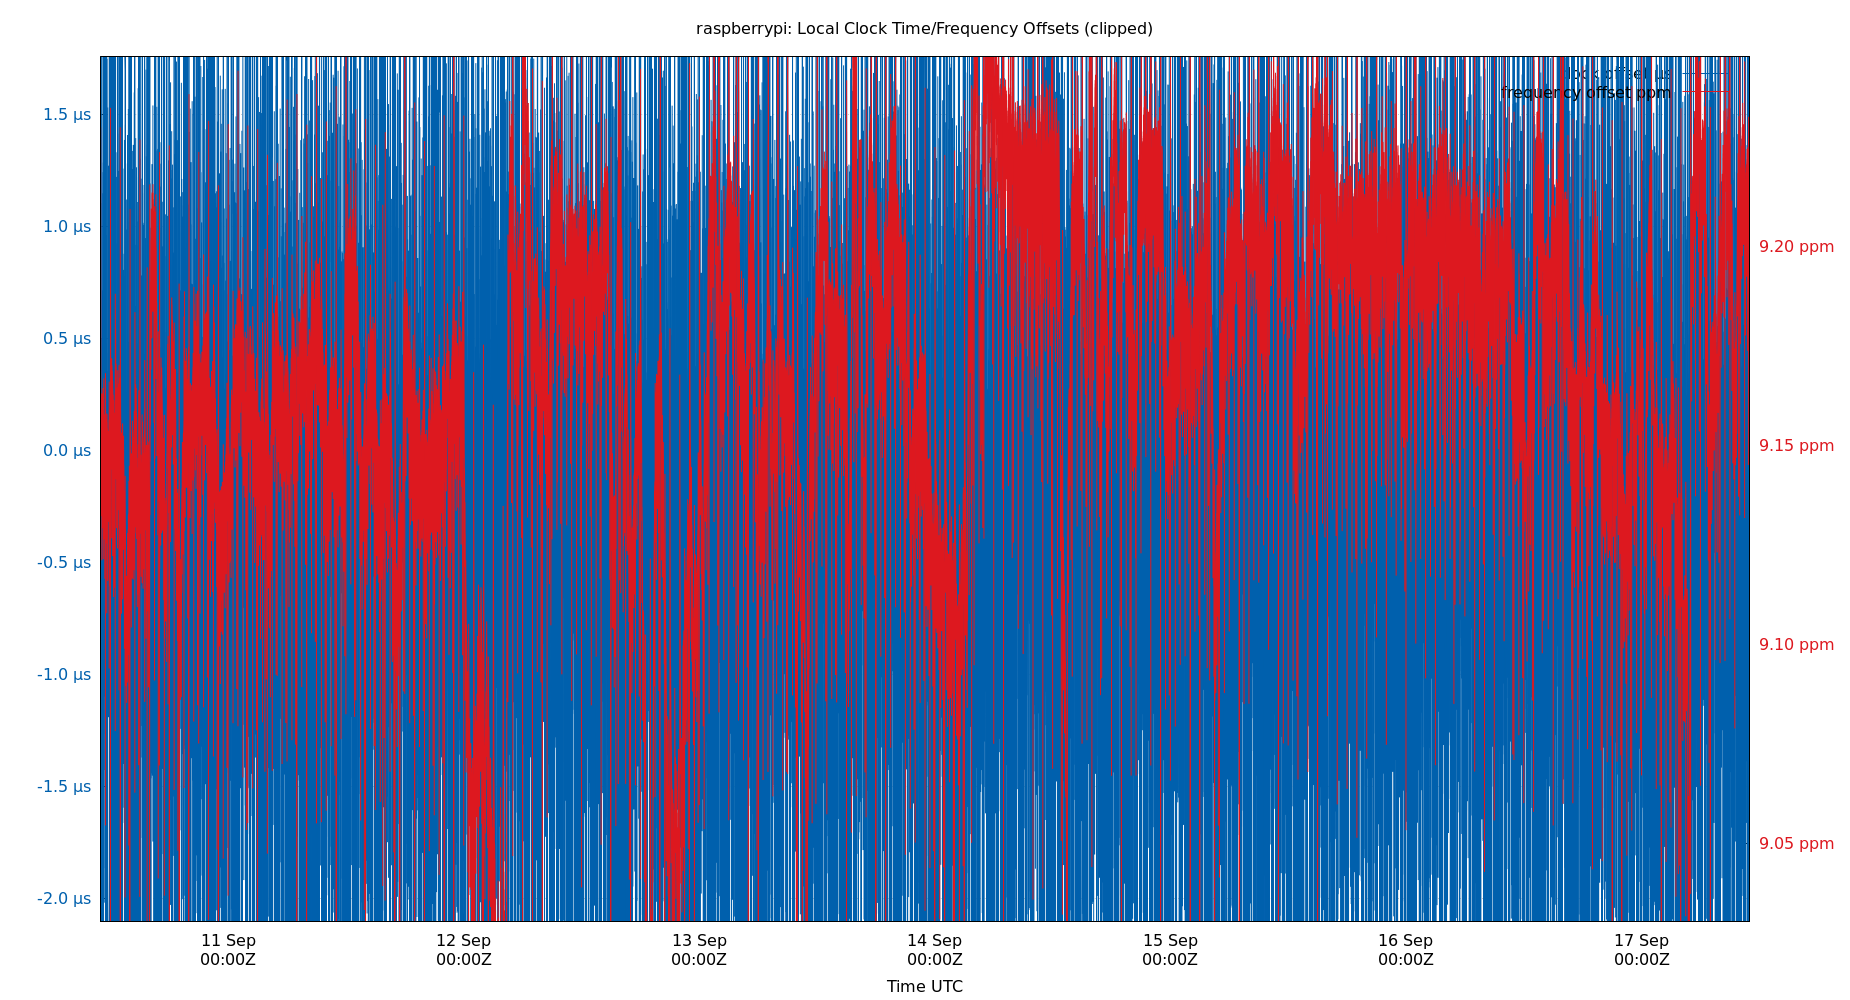 raspberrypi: Local Clock Time/Frequency Offsets (clipped)
clock offset µs
frequency offset ppm
1.5 µs
1.0 µs
0.5 µs
0.0 µs
-0.5 µs
-1.0 µs
-1.5 µs
-2.0 µs
9.20 ppm
9.15 ppm
9.10 ppm
9.05 ppm
11 Sep 12 Sep 13 Sep 14 Sep 15 Sep 16 Sep 17 Sep
00:00Z 00:00Z 00:00Z 00:00Z 00:00Z 00:00Z 00:00Z
Time UTC